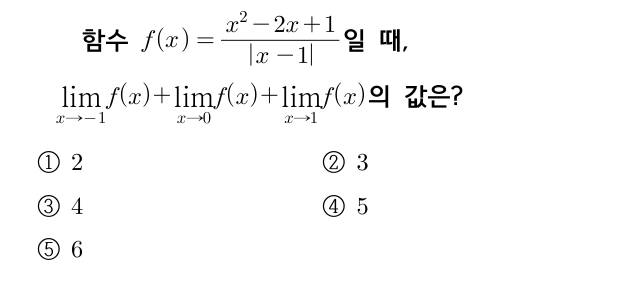 함수 f(x) = \frac{x^2-2x+1}{|x-1|} 일 때,
\lim_{x→-1} f(x) + \lim_{x→0} f(x) + \lim_{x→1} f(x)의 값은?
① 2 ② 3
③ 4 ④ 5
⑤ 6